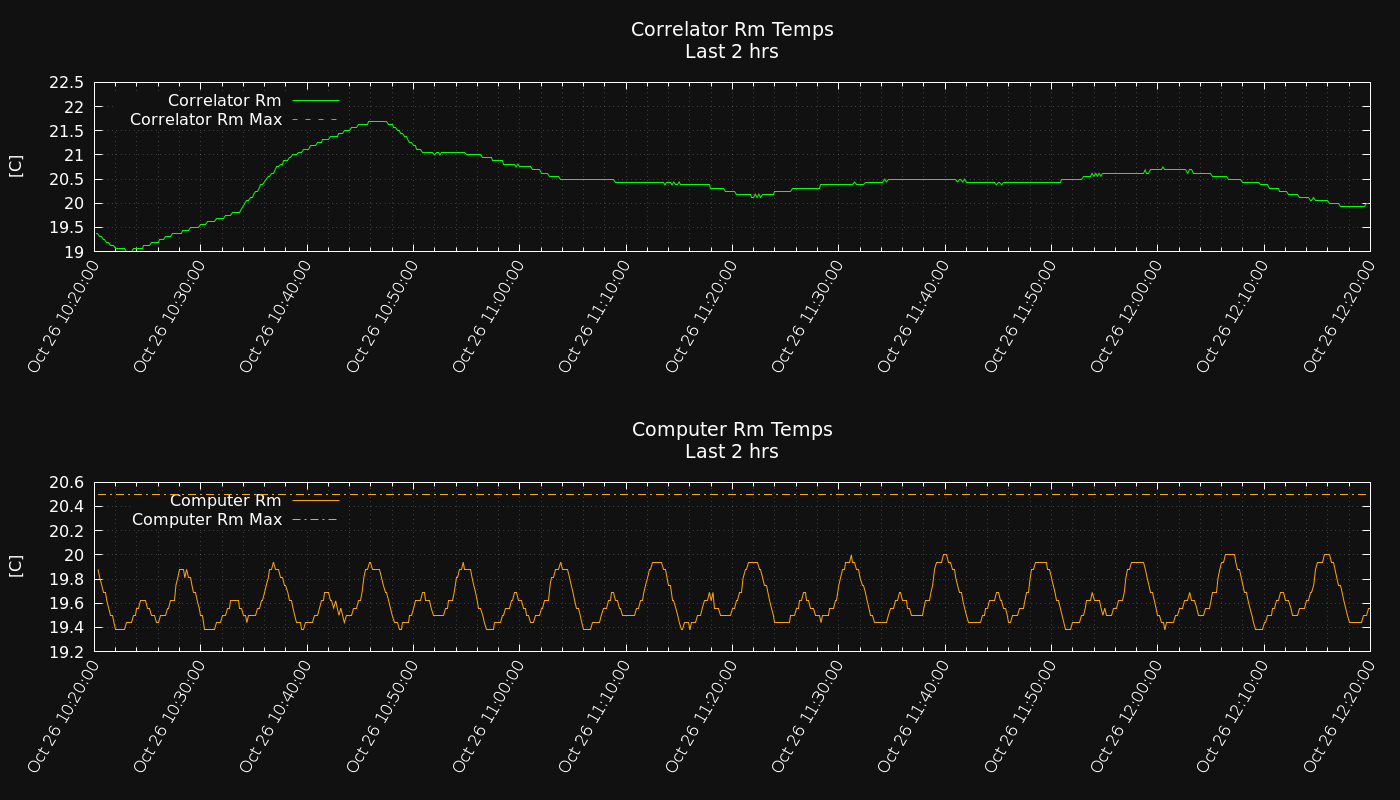 Correlator Rm Temps
Last 2 hrs
22.5
22
21.5
21
20.5
20
19.5
19
[C]
Correlator Rm
Correlator Rm Max
Oct 26 10:20:00
Oct 26 10:30:00
Oct 26 10:40:00
Oct 26 10:50:00
Oct 26 11:00:00
Oct 26 11:10:00
Oct 26 11:20:00
Oct 26 11:30:00
Oct 26 11:40:00
Oct 26 11:50:00
Oct 26 12:00:00
Oct 26 12:10:00
Oct 26 12:20:00
Computer Rm Temps
Last 2 hrs
20.6
20.4
20.2
20
19.8
19.6
19.4
19.2
[C]
Computer Rm
Computer Rm Max
Oct 26 10:20:00
Oct 26 10:30:00
Oct 26 10:40:00
Oct 26 10:50:00
Oct 26 11:00:00
Oct 26 11:10:00
Oct 26 11:20:00
Oct 26 11:30:00
Oct 26 11:40:00
Oct 26 11:50:00
Oct 26 12:00:00
Oct 26 12:10:00
Oct 26 12:20:00